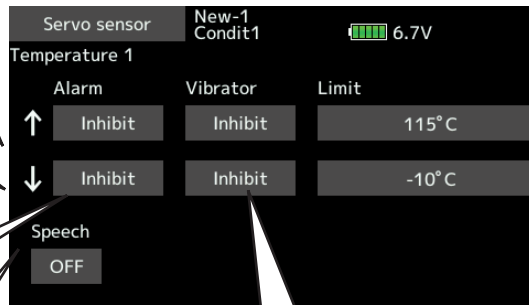 Servo sensor New-1
Condit1 6.7V
Temperature 1
Alarm Vibrator Limit
↑ Inhibit Inhibit 115°C
↓ Inhibit Inhibit -10°C
Speech
OFF